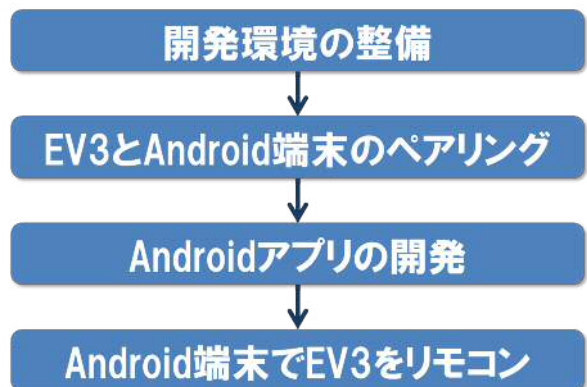 開発環境の整備
EV3とAndroid端末のペアリング
Androidアプリの開発
Android端末でEV3をリモコン